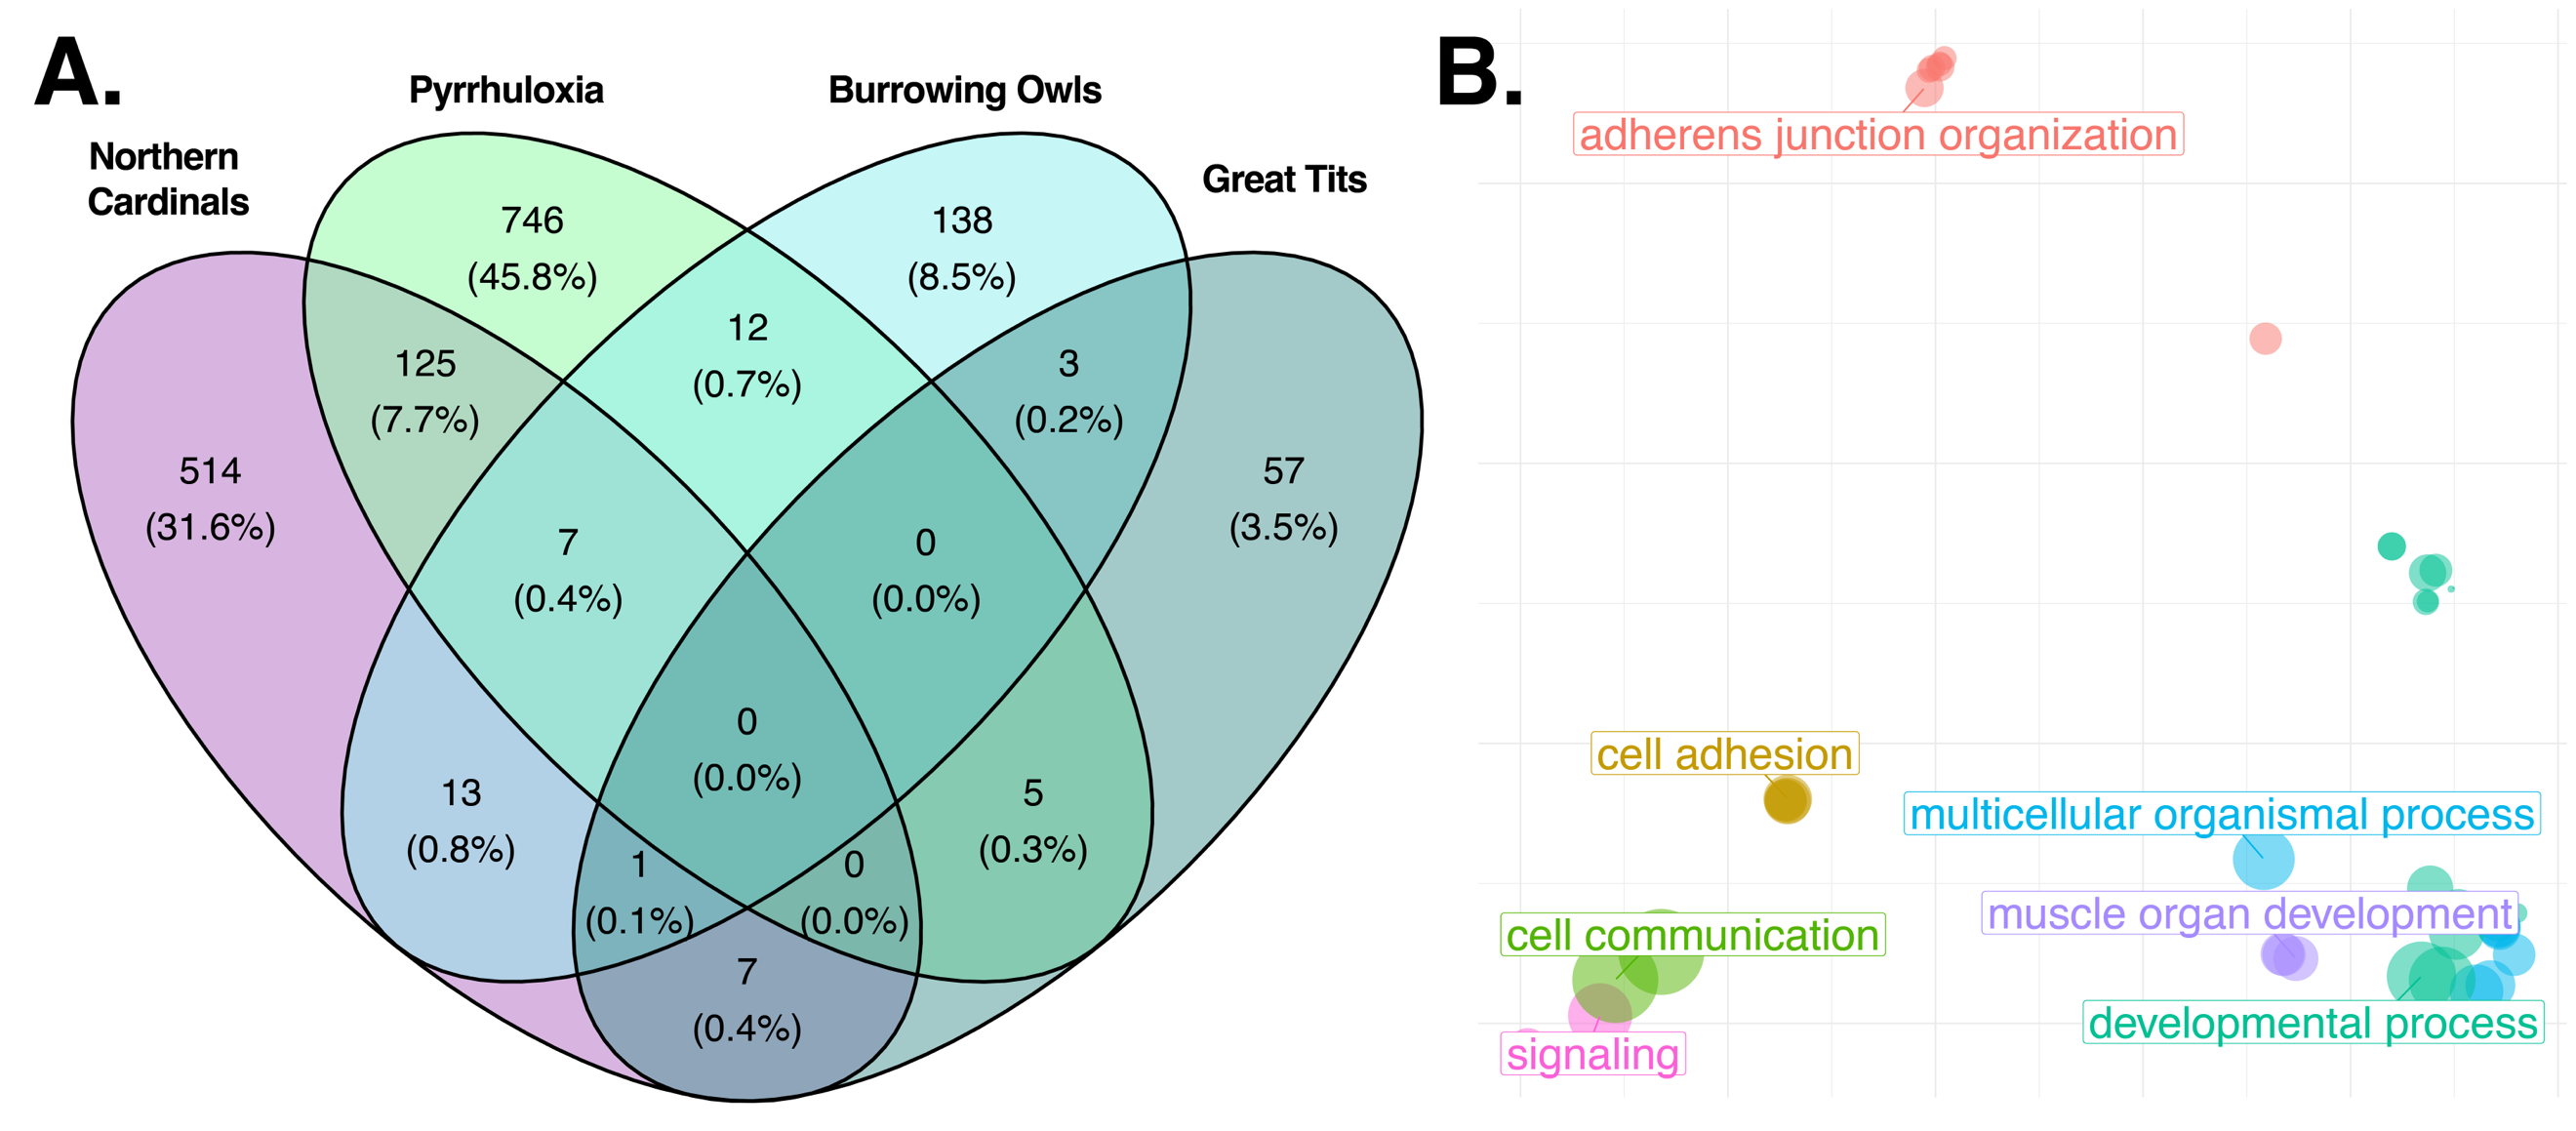 A.
Northern
Cardinals
Pyrrhuloxia
Burrowing Owls
Great Tits
746
(45.8%)
138
(8.5%)
12
(0.7%)
125
(7.7%)
3
(0.2%)
514
(31.6%)
57
(3.5%)
7
(0.4%)
0
(0.0%)
0
(0.0%)
13
(0.8%)
5
(0.3%)
1
(0.1%)
0
(0.0%)
7
(0.4%)
B.
adherens junction organization
cell adhesion
multicellular organismal process
muscle organ development
cell communication
developmental process
signaling